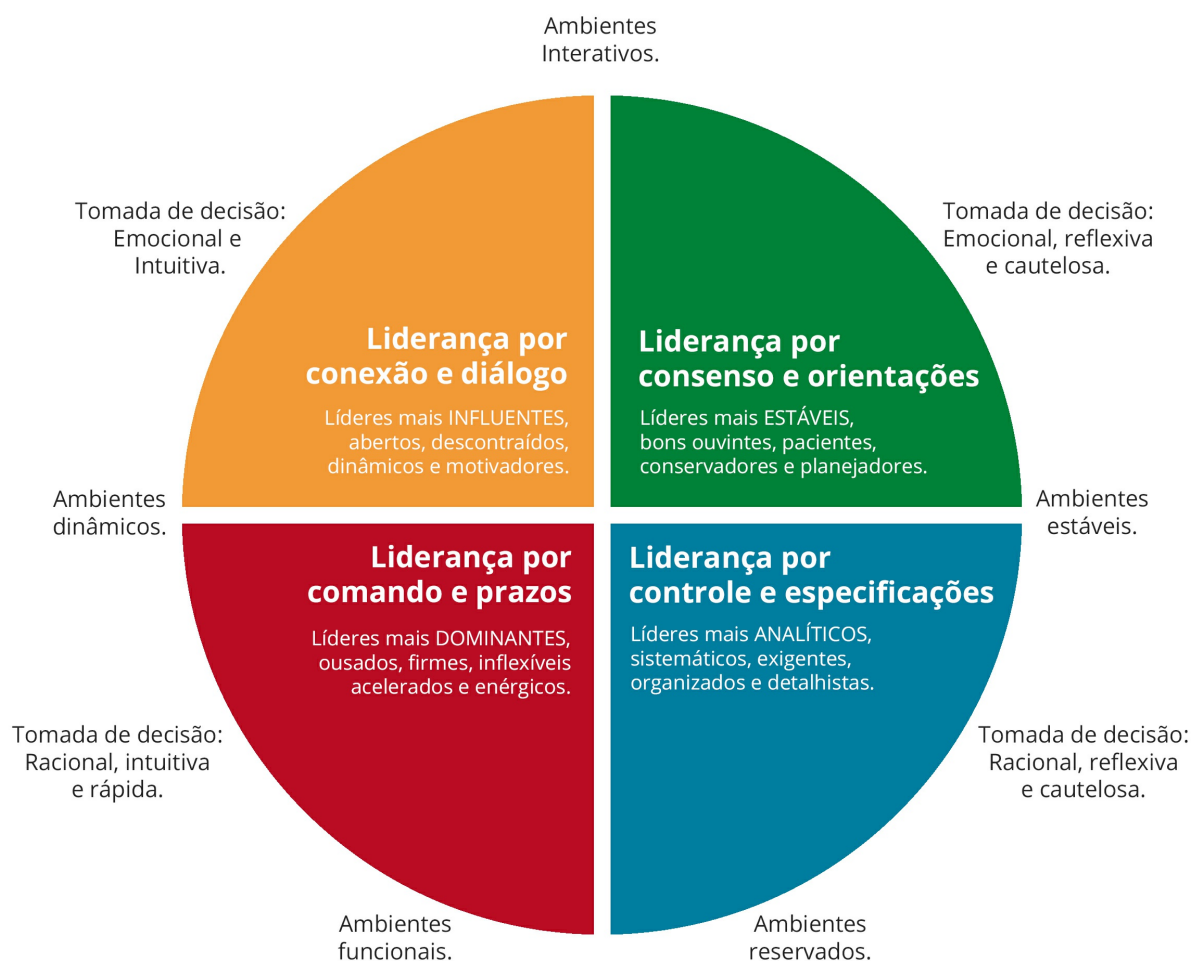 Ambientes
Interativos.
Tomada de decisão:
Emocional e
Intuitiva.
Tomada de decisão:
Emocional, reflexiva
e cautelosa.
Liderança por
conexão e diálogo
Líderes mais INFLUENTES,
abertos, descontraídos,
dinâmicos e motivadores.
Liderança por
consenso e orientações
Líderes mais ESTÁVEIS,
bons ouvintes, pacientes,
conservadores e planejadores.
Ambientes
dinâmicos.
Ambientes
estáveis.
Liderança por
comando e prazos
Líderes mais DOMINANTES,
ousados, firmes, inflexíveis
acelerados e enérgicos.
Liderança por
controle e especificações
Líderes mais ANALÍTICOS,
sistemáticos, exigentes,
organizados e detalhistas.
Tomada de decisão:
Racional, intuitiva
e rápida.
Tomada de decisão:
Racional, reflexiva
e cautelosa.
Ambientes
funcionais.
Ambientes
reservados.